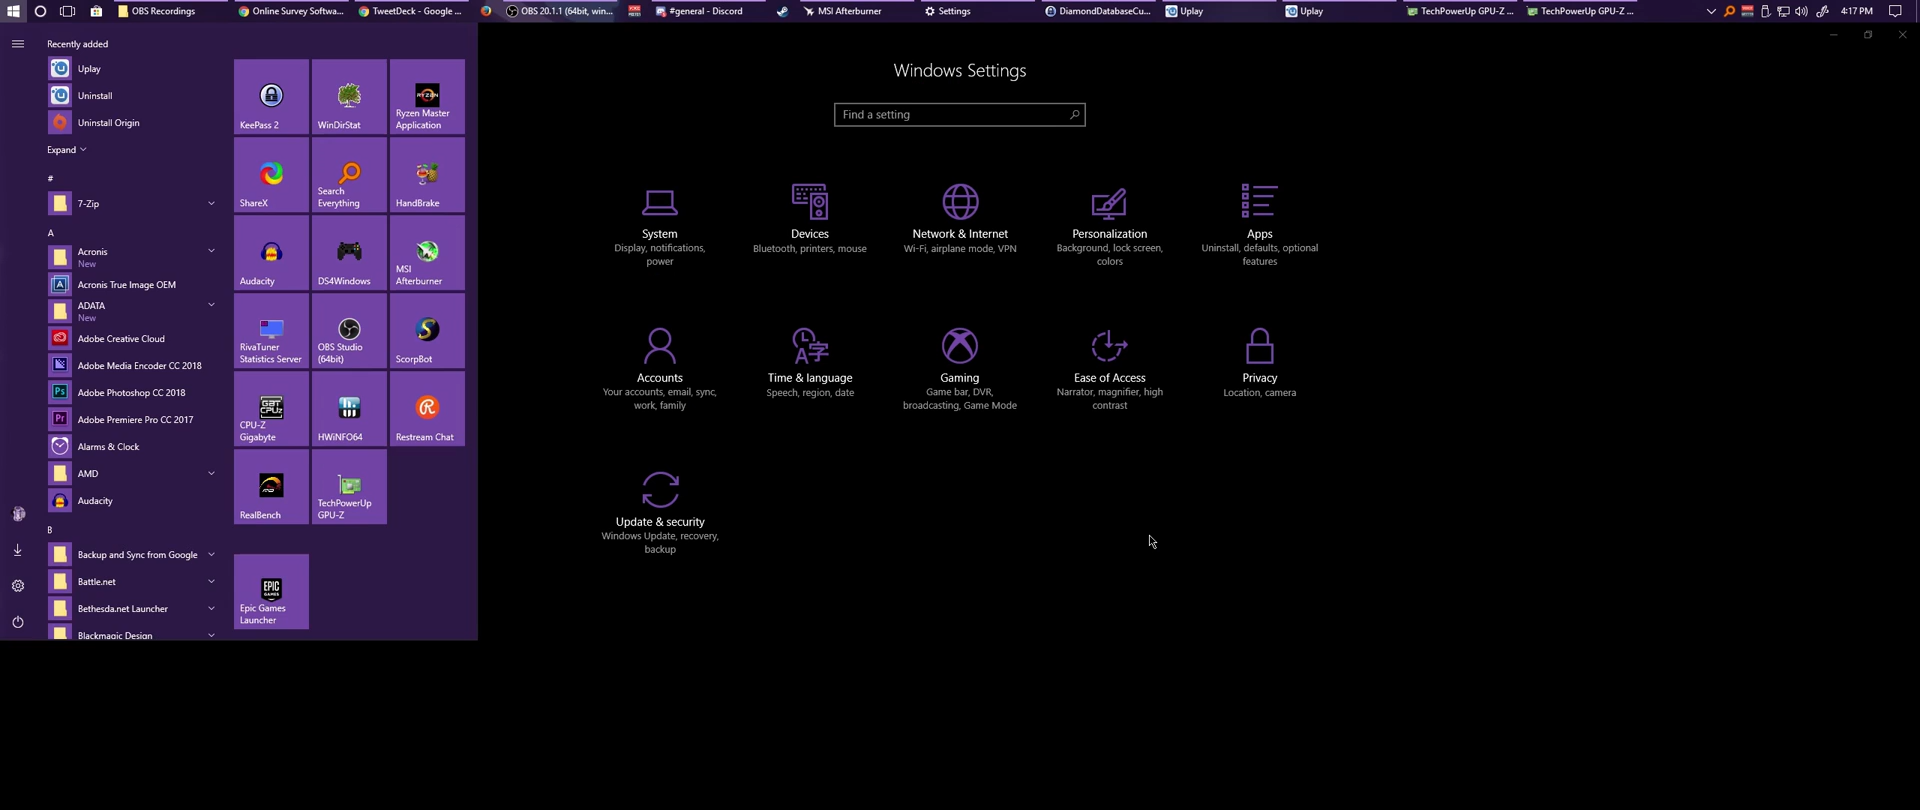 OBS Recordings
Online Survey Softwa...
TweetDeck - Google ...
OBS 20.1.1 (64bit, win...
#general - Discord
MSI Afterburner
Settings
DiamondDatabaseCu...
Uplay
Uplay
TechPowerUp GPU-Z ...
TechPowerUp GPU-Z ...
4:17 PM
Recently added
Uplay
Uninstall
Uninstall Origin
Expand
#
7-Zip
A
Acronis
New
Acronis True Image OEM
ADATA
New
Adobe Creative Cloud
Adobe Media Encoder CC 2018
Adobe Photoshop CC 2018
Adobe Premiere Pro CC 2017
Alarms & Clock
AMD
Audacity
B
Backup and Sync from Google
Battle.net
Bethesda.net Launcher
Blackmagic Design
KeePass 2
WinDirStat
RYZEN
Ryzen Master
Application
ShareX
Search
Everything
HandBrake
Audacity
DS4Windows
MSI
Afterburner
RivaTuner
Statistics Server
OBS Studio
(64bit)
ScorpBot
CPU-Z
Gigabyte
HWiNFO64
Restream Chat
RealBench
TechPowerUp
GPU-Z
EPIC
GAMES
Epic Games
Launcher
Windows Settings
Find a setting
System
Display, notifications,
power
Devices
Bluetooth, printers, mouse
Network & Internet
Wi-Fi, airplane mode, VPN
Personalization
Background, lock screen,
colors
Apps
Uninstall, defaults, optional
features
Accounts
Your accounts, email, sync,
work, family
Time & language
Speech, region, date
Gaming
Game bar, DVR,
broadcasting, Game Mode
Ease of Access
Narrator, magnifier, high
contrast
Privacy
Location, camera
Update & security
Windows Update, recovery,
backup